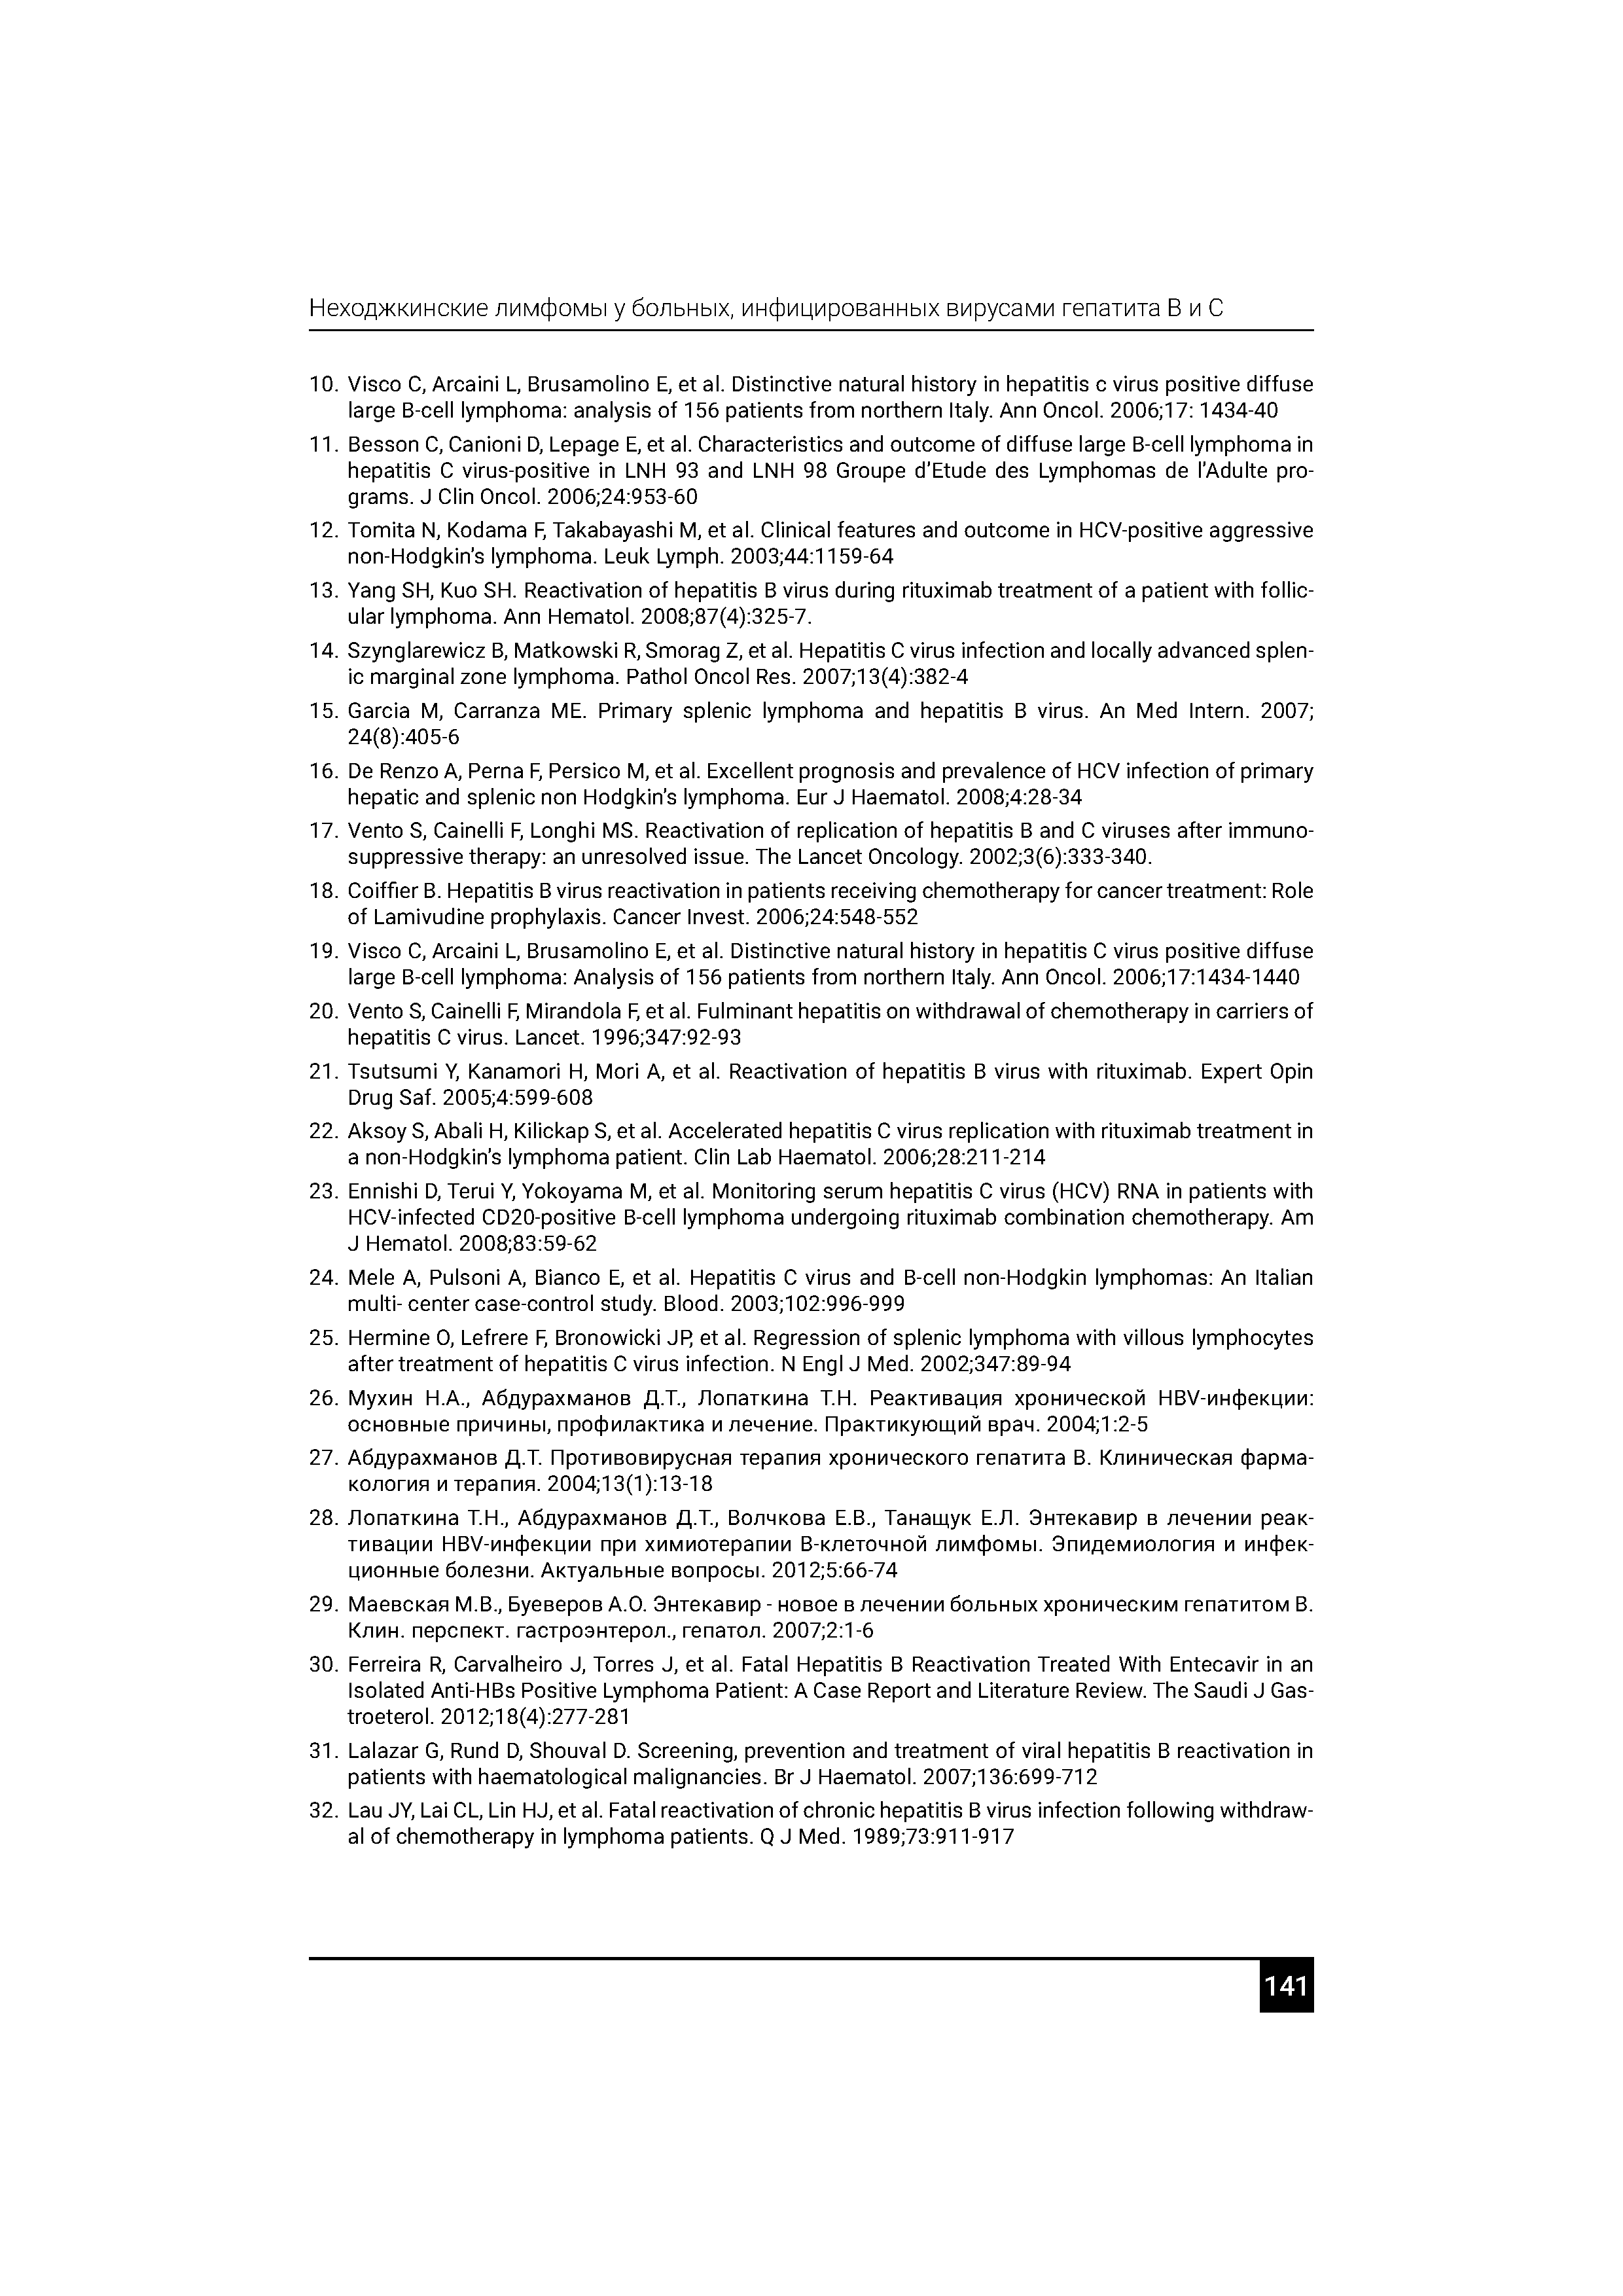 Неходжкинские лимфомы у больных, инфицированных вирусами гепатита В и С
10. Visco C, Arcaini L, Brusamolino E, et al. Distinctive natural history in hepatitis c virus positive diffuse
large B-cell lymphoma: analysis of 156 patients from northern Italy. Ann Oncol. 2006;17: 1434-40
11. Besson C, Canioni D, Lepage E, et al. Characteristics and outcome of diffuse large B-cell lymphoma in
hepatitis C virus-positive in LNH 93 and LNH 98 Groupe d'Etude des Lymphomas de l'Adulte pro-
grams. J Clin Oncol. 2006;24:953-60
12. Tomita N, Kodama F, Takabayashi M, et al. Clinical features and outcome in HCV-positive aggressive
non-Hodgkin's lymphoma. Leuk Lymph. 2003;44:1159-64
13. Yang SH, Kuo SH. Reactivation of hepatitis B virus during rituximab treatment of a patient with follic-
ular lymphoma. Ann Hematol. 2008;87(4):325-7.
14. Szynglarewicz B, Matkowski R, Smorag Z, et al. Hepatitis C virus infection and locally advanced splen-
ic marginal zone lymphoma. Pathol Oncol Res. 2007;13(4):382-4
15. Garcia M, Carranza ME. Primary splenic lymphoma and hepatitis B virus. An Med Intern. 2007;
24(8):405-6
16. De Renzo A, Perna F, Persico M, et al. Excellent prognosis and prevalence of HCV infection of primary
hepatic and splenic non Hodgkin's lymphoma. Eur J Haematol. 2008;4:28-34
17. Vento S, Cainelli F, Longhi MS. Reactivation of replication of hepatitis B and C viruses after immuno-
suppressive therapy: an unresolved issue. The Lancet Oncology. 2002;3(6):333-340.
18. Coiffier B. Hepatitis B virus reactivation in patients receiving chemotherapy for cancer treatment: Role
of Lamivudine prophylaxis. Cancer Invest. 2006;24:548-552
19. Visco C, Arcaini L, Brusamolino E, et al. Distinctive natural history in hepatitis C virus positive diffuse
large B-cell lymphoma: Analysis of 156 patients from northern Italy. Ann Oncol. 2006;17:1434-1440
20. Vento S, Cainelli F, Mirandola F, et al. Fulminant hepatitis on withdrawal of chemotherapy in carriers of
hepatitis C virus. Lancet. 1996;347:92-93
21. Tsutsumi Y, Kanamori H, Mori A, et al. Reactivation of hepatitis B virus with rituximab. Expert Opin
Drug Saf. 2005;4:599-608
22. Aksoy S, Abali H, Kilickap S, et al. Accelerated hepatitis C virus replication with rituximab treatment in
a non-Hodgkin's lymphoma patient. Clin Lab Haematol. 2006;28:211-214
23. Ennishi D, Terui Y, Yokoyama M, et al. Monitoring serum hepatitis C virus (HCV) RNA in patients with
HCV-infected CD20-positive B-cell lymphoma undergoing rituximab combination chemotherapy. Am
J Hematol. 2008;83:59-62
24. Mele A, Pulsoni A, Bianco E, et al. Hepatitis C virus and B-cell non-Hodgkin lymphomas: An Italian
multi- center case-control study. Blood. 2003;102:996-999
25. Hermine O, Lefrere F, Bronowicki JP, et al. Regression of splenic lymphoma with villous lymphocytes
after treatment of hepatitis C virus infection. N Engl J Med. 2002;347:89-94
26. Мухин Н.А., Абдурахманов Д.Т., Лопаткина Т.Н. Реактивация хронической HBV-инфекции:
основные причины, профилактика и лечение. Практикующий врач. 2004;1:2-5
27. Абдурахманов Д.Т. Противовирусная терапия хронического гепатита В. Клиническая фарма-
кология и терапия. 2004;13(1):13-18
28. Лопаткина Т.Н., Абдурахманов Д.Т., Волчкова Е.В., Танащук Е.Л. Энтекавир в лечении реак-
тивации HBV-инфекции при химиотерапии В-клеточной лимфомы. Эпидемиология и инфек-
ционные болезни. Актуальные вопросы. 2012;5:66-74
29. Маевская М.В., Буеверов А.О. Энтекавир - новое в лечении больных хроническим гепатитом В.
Клин. перспект. гастроэнтерол., гепатол. 2007;2:1-6
30. Ferreira R, Carvalheiro J, Torres J, et al. Fatal Hepatitis B Reactivation Treated With Entecavir in an
Isolated Anti-HBs Positive Lymphoma Patient: A Case Report and Literature Review. The Saudi J Gas-
troeterol. 2012;18(4):277-281
31. Lalazar G, Rund D, Shouval D. Screening, prevention and treatment of viral hepatitis B reactivation in
patients with haematological malignancies. Br J Haematol. 2007;136:699-712
32. Lau JY, Lai CL, Lin HJ, et al. Fatal reactivation of chronic hepatitis B virus infection following withdraw-
al of chemotherapy in lymphoma patients. Q J Med. 1989;73:911-917
141